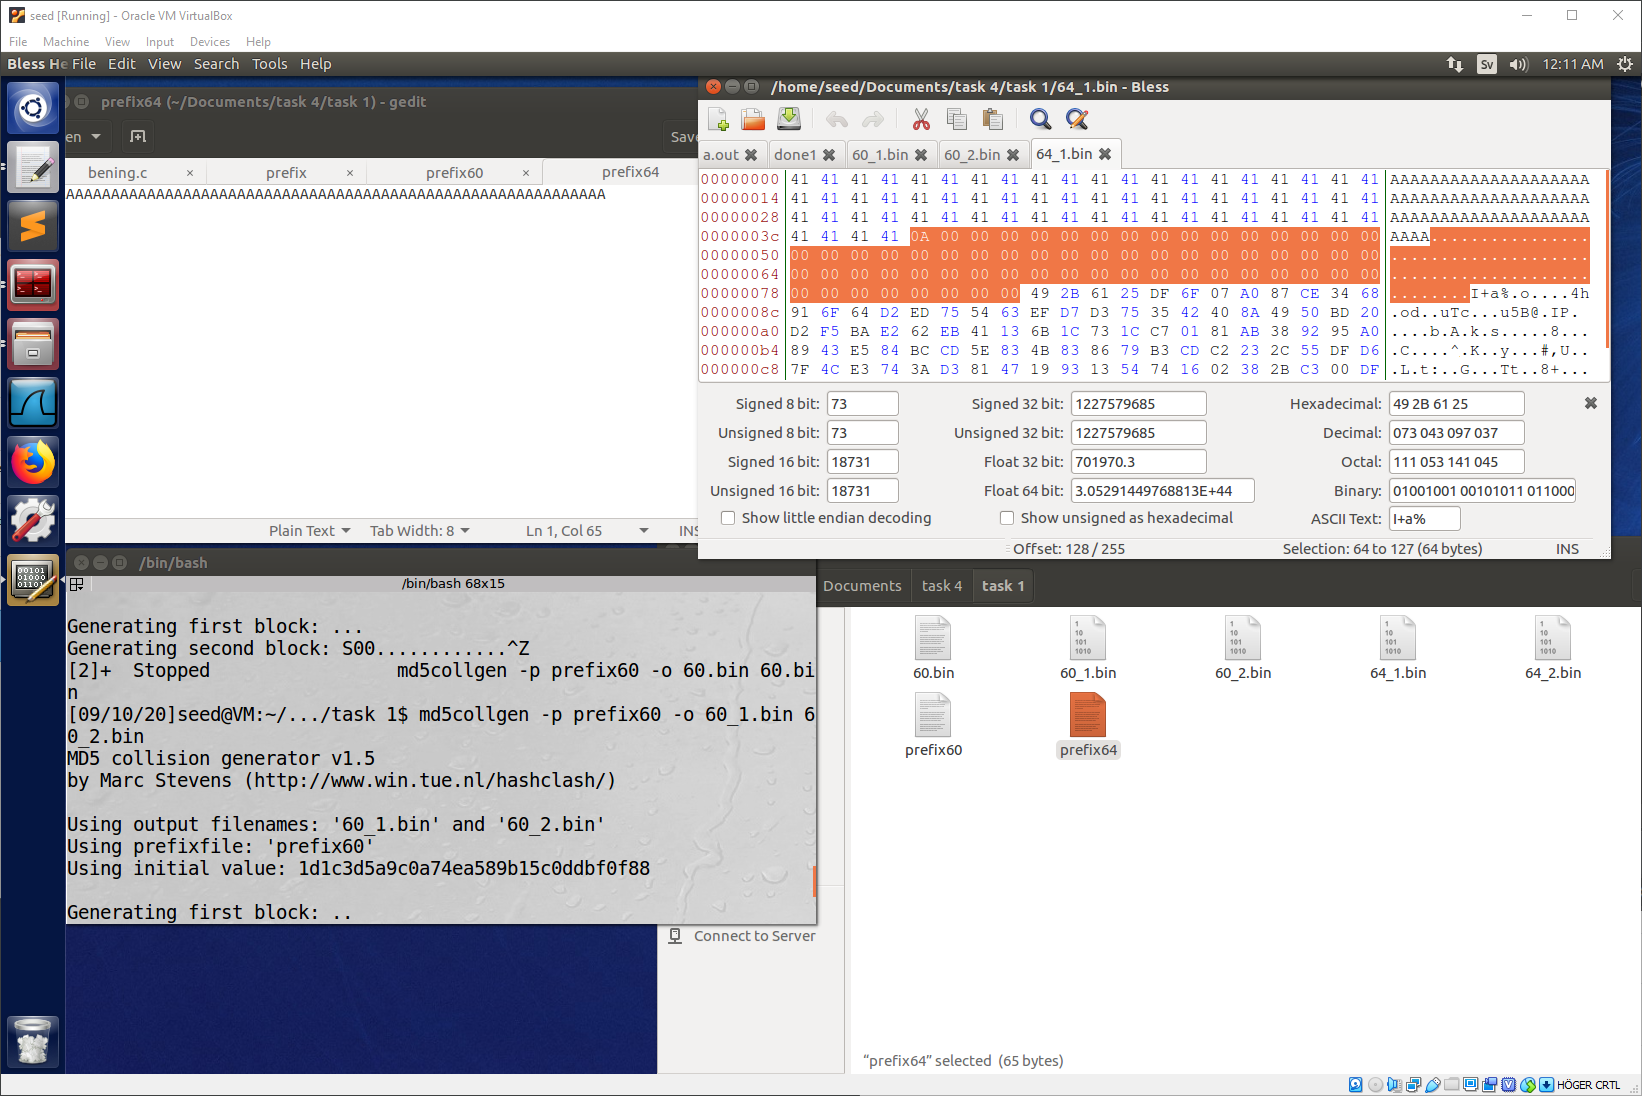 seed [Running] - Oracle VM VirtualBox
File Machine View Input Devices Help
Bless He File Edit View Search Tools Help
Sv 12:11 AM
prefix64 (~/Documents/task 4/task 1) - gedit
en Save
bening.c × prefix × prefix60 × prefix64
AAAAAAAAAAAAAAAAAAAAAAAAAAAAAAAAAAAAAAAAAAAAAAAAAAAAAAAAAAAAAAAA
Plain Text Tab Width: 8 Ln 1, Col 65 INS
/home/seed/Documents/task 4/task 1/64_1.bin - Bless
a.out done1 60_1.bin 60_2.bin 64_1.bin
00000000 41 41 41 41 41 41 41 41 41 41 41 41 41 41 41 41 41 41 41 41 AAAAAAAAAAAAAAAAAAAA
00000014 41 41 41 41 41 41 41 41 41 41 41 41 41 41 41 41 41 41 41 41 AAAAAAAAAAAAAAAAAAAA
00000028 41 41 41 41 41 41 41 41 41 41 41 41 41 41 41 41 41 41 41 41 AAAAAAAAAAAAAAAAAAAA
0000003c 41 41 41 41 0A 00 00 00 00 00 00 00 00 00 00 00 00 00 00 00 AAAA................
00000050 00 00 00 00 00 00 00 00 00 00 00 00 00 00 00 00 00 00 00 00 ....................
00000064 00 00 00 00 00 00 00 00 00 00 00 00 00 00 00 00 00 00 00 00 ....................
00000078 00 00 00 00 00 00 00 00 49 2B 61 25 DF 6F 07 A0 87 CE 34 68 ........I+a%.o....4h
0000008c 91 6F 64 D2 ED 75 54 63 EF D7 D3 75 35 42 40 8A 49 50 BD 20 .od..uTc...u5B@.IP.
000000a0 D2 F5 BA E2 62 EB 41 13 6B 1C 73 1C C7 01 81 AB 38 92 95 A0 ....b.A.k.s.....8...
000000b4 89 43 E5 84 BC CD 5E 83 4B 83 86 79 B3 CD C2 23 2C 55 DF D6 .C....^.K..y...#,U..
000000c8 7F 4C E3 74 3A D3 81 47 19 93 13 54 74 16 02 38 2B C3 00 DF .L.t:..G...Tt..8+...
Signed 8 bit: 73 Signed 32 bit: 1227579685 Hexadecimal: 49 2B 61 25
Unsigned 8 bit: 73 Unsigned 32 bit: 1227579685 Decimal: 073 043 097 037
Signed 16 bit: 18731 Float 32 bit: 701970.3 Octal: 111 053 141 045
Unsigned 16 bit: 18731 Float 64 bit: 3.05291449768813E+44 Binary: 01001001 00101011 011000
Show little endian decoding Show unsigned as hexadecimal ASCII Text: I+a%
Offset: 128 / 255 Selection: 64 to 127 (64 bytes) INS
/bin/bash
/bin/bash 68x15
Generating first block: ...
Generating second block: S00............^Z
[2]+  Stopped                 md5collgen -p prefix60 -o 60.bin 60.bi
n
[09/10/20]seed@VM:~/.../task 1$ md5collgen -p prefix60 -o 60_1.bin 6
0_2.bin
MD5 collision generator v1.5
by Marc Stevens (http://www.win.tue.nl/hashclash/)
Using output filenames: '60_1.bin' and '60_2.bin'
Using prefixfile: 'prefix60'
Using initial value: 1d1c3d5a9c0a74ea589b15c0ddbf0f88
Generating first block: ..
Documents task 4 task 1
60.bin 60_1.bin 60_2.bin 64_1.bin 64_2.bin
prefix60 prefix64
Connect to Server
“prefix64” selected (65 bytes)
HÖGER CRTL